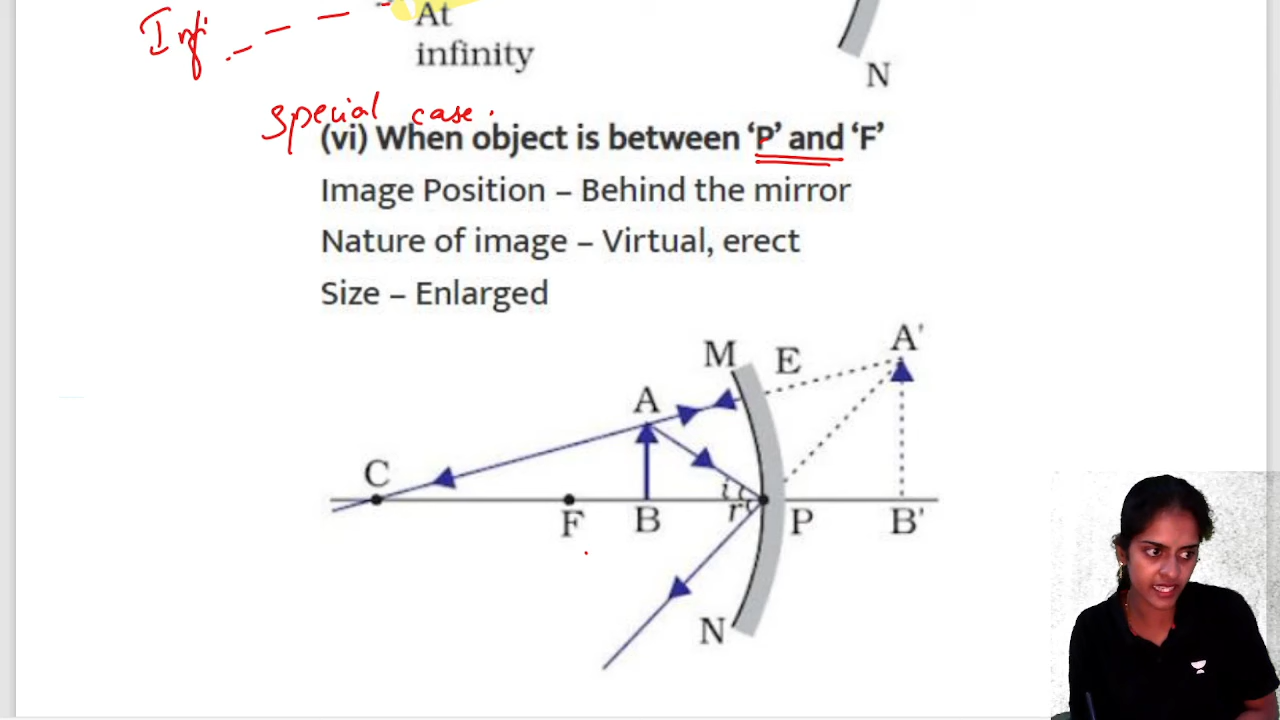 Inf
At
infinity
N
special case.
(vi) When object is between ‘P’ and ‘F’
Image Position – Behind the mirror
Nature of image – Virtual, erect
Size – Enlarged
M E A'
A
C
i
r
F B P B'
N